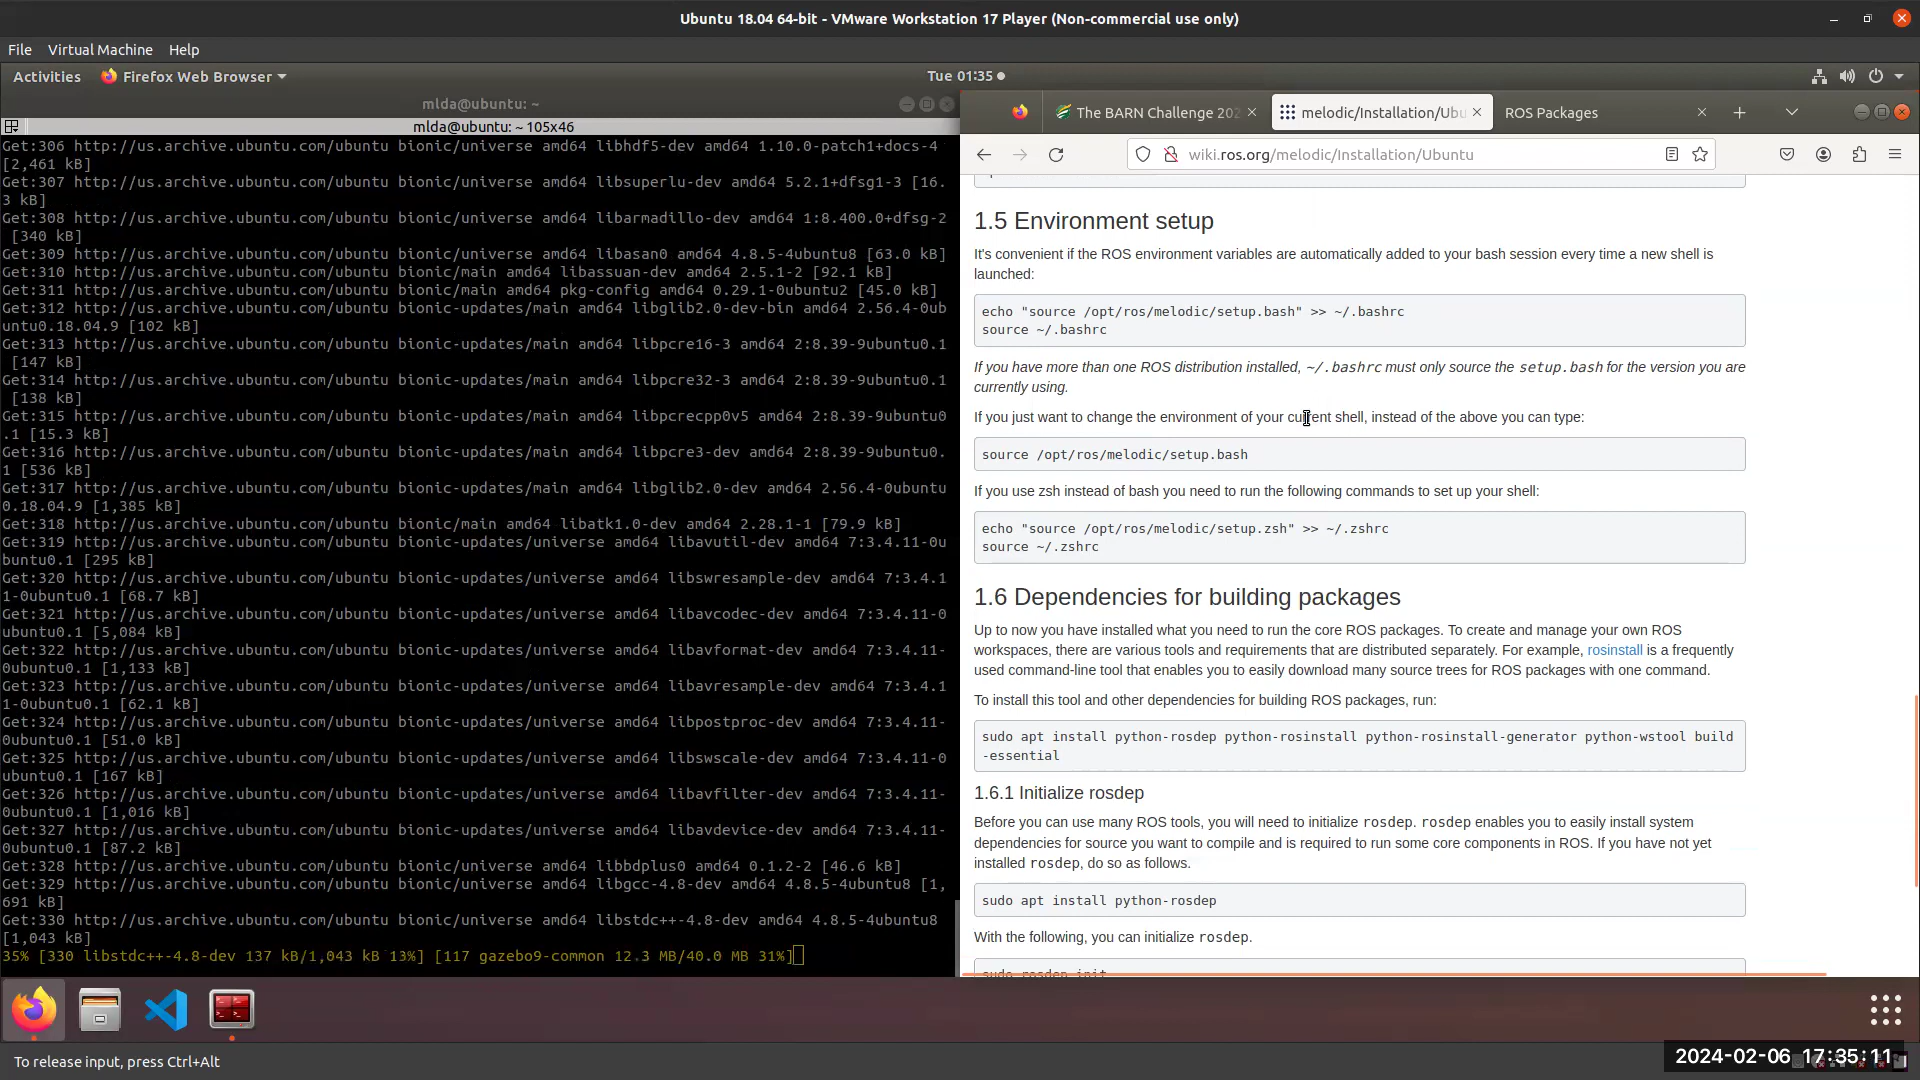 Ubuntu 18.04 64-bit - VMware Workstation 17 Player (Non-commercial use only)
File Virtual Machine Help
Activities Firefox Web Browser Tue 01:35
mlda@ubuntu: ~
mlda@ubuntu: ~ 105x46
Get:306 http://us.archive.ubuntu.com/ubuntu bionic/universe amd64 libhdf5-dev amd64 1.10.0-patch1+docs-4
[2,461 kB]
Get:307 http://us.archive.ubuntu.com/ubuntu bionic/universe amd64 libsuperlu-dev amd64 5.2.1+dfsg1-3 [16.
3 kB]
Get:308 http://us.archive.ubuntu.com/ubuntu bionic/universe amd64 libarmadillo-dev amd64 1:8.400.0+dfsg-2
[340 kB]
Get:309 http://us.archive.ubuntu.com/ubuntu bionic/universe amd64 libasan0 amd64 4.8.5-4ubuntu8 [63.0 kB]
Get:310 http://us.archive.ubuntu.com/ubuntu bionic/main amd64 libassuan-dev amd64 2.5.1-2 [92.1 kB]
Get:311 http://us.archive.ubuntu.com/ubuntu bionic/main amd64 pkg-config amd64 0.29.1-0ubuntu2 [45.0 kB]
Get:312 http://us.archive.ubuntu.com/ubuntu bionic-updates/main amd64 libglib2.0-dev-bin amd64 2.56.4-0ub
untu0.18.04.9 [102 kB]
Get:313 http://us.archive.ubuntu.com/ubuntu bionic-updates/main amd64 libpcre16-3 amd64 2:8.39-9ubuntu0.1
[147 kB]
Get:314 http://us.archive.ubuntu.com/ubuntu bionic-updates/main amd64 libpcre32-3 amd64 2:8.39-9ubuntu0.1
[138 kB]
Get:315 http://us.archive.ubuntu.com/ubuntu bionic-updates/main amd64 libpcrecpp0v5 amd64 2:8.39-9ubuntu0
.1 [15.3 kB]
Get:316 http://us.archive.ubuntu.com/ubuntu bionic-updates/main amd64 libpcre3-dev amd64 2:8.39-9ubuntu0.
1 [536 kB]
Get:317 http://us.archive.ubuntu.com/ubuntu bionic-updates/main amd64 libglib2.0-dev amd64 2.56.4-0ubuntu
0.18.04.9 [1,385 kB]
Get:318 http://us.archive.ubuntu.com/ubuntu bionic/main amd64 libatk1.0-dev amd64 2.28.1-1 [79.9 kB]
Get:319 http://us.archive.ubuntu.com/ubuntu bionic-updates/universe amd64 libavutil-dev amd64 7:3.4.11-0u
buntu0.1 [295 kB]
Get:320 http://us.archive.ubuntu.com/ubuntu bionic-updates/universe amd64 libswresample-dev amd64 7:3.4.1
1-0ubuntu0.1 [68.7 kB]
Get:321 http://us.archive.ubuntu.com/ubuntu bionic-updates/universe amd64 libavcodec-dev amd64 7:3.4.11-0
ubuntu0.1 [5,084 kB]
Get:322 http://us.archive.ubuntu.com/ubuntu bionic-updates/universe amd64 libavformat-dev amd64 7:3.4.11-
0ubuntu0.1 [1,133 kB]
Get:323 http://us.archive.ubuntu.com/ubuntu bionic-updates/universe amd64 libavresample-dev amd64 7:3.4.1
1-0ubuntu0.1 [62.1 kB]
Get:324 http://us.archive.ubuntu.com/ubuntu bionic-updates/universe amd64 libpostproc-dev amd64 7:3.4.11-
0ubuntu0.1 [51.0 kB]
Get:325 http://us.archive.ubuntu.com/ubuntu bionic-updates/universe amd64 libswscale-dev amd64 7:3.4.11-0
ubuntu0.1 [167 kB]
Get:326 http://us.archive.ubuntu.com/ubuntu bionic-updates/universe amd64 libavfilter-dev amd64 7:3.4.11-
0ubuntu0.1 [1,016 kB]
Get:327 http://us.archive.ubuntu.com/ubuntu bionic-updates/universe amd64 libavdevice-dev amd64 7:3.4.11-
0ubuntu0.1 [87.2 kB]
Get:328 http://us.archive.ubuntu.com/ubuntu bionic/universe amd64 libbdplus0 amd64 0.1.2-2 [46.6 kB]
Get:329 http://us.archive.ubuntu.com/ubuntu bionic/universe amd64 libgcc-4.8-dev amd64 4.8.5-4ubuntu8 [1,
691 kB]
Get:330 http://us.archive.ubuntu.com/ubuntu bionic/universe amd64 libstdc++-4.8-dev amd64 4.8.5-4ubuntu8
[1,043 kB]
35% [330 libstdc++-4.8-dev 137 kB/1,043 kB 13%] [117 gazebo9-common 12.3 MB/40.0 MB 31%]
The BARN Challenge 202 melodic/Installation/Ubu ROS Packages
wiki.ros.org/melodic/Installation/Ubuntu
1.5 Environment setup
It's convenient if the ROS environment variables are automatically added to your bash session every time a new shell is
launched:
echo "source /opt/ros/melodic/setup.bash" >> ~/.bashrc
source ~/.bashrc
If you have more than one ROS distribution installed, ~/.bashrc must only source the setup.bash for the version you are
currently using.
If you just want to change the environment of your current shell, instead of the above you can type:
source /opt/ros/melodic/setup.bash
If you use zsh instead of bash you need to run the following commands to set up your shell:
echo "source /opt/ros/melodic/setup.zsh" >> ~/.zshrc
source ~/.zshrc
1.6 Dependencies for building packages
Up to now you have installed what you need to run the core ROS packages. To create and manage your own ROS
workspaces, there are various tools and requirements that are distributed separately. For example, rosinstall is a frequently
used command-line tool that enables you to easily download many source trees for ROS packages with one command.
To install this tool and other dependencies for building ROS packages, run:
sudo apt install python-rosdep python-rosinstall python-rosinstall-generator python-wstool build
-essential
1.6.1 Initialize rosdep
Before you can use many ROS tools, you will need to initialize rosdep. rosdep enables you to easily install system
dependencies for source you want to compile and is required to run some core components in ROS. If you have not yet
installed rosdep, do so as follows.
sudo apt install python-rosdep
With the following, you can initialize rosdep.
sudo rosdep init
To release input, press Ctrl+Alt
2024-02-06 17:35:11